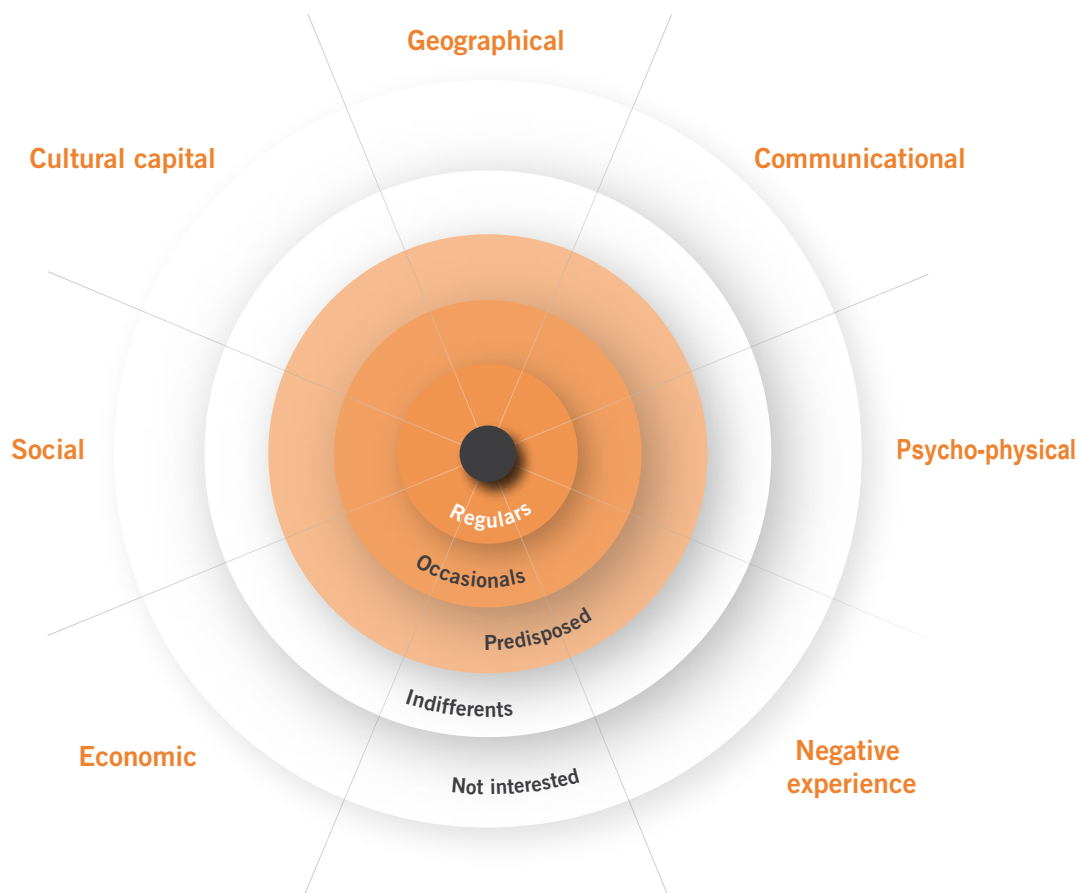 Geographical
Cultural capital
Communicational
Social
Psycho-physical
Regulars
Occasionals
Predisposed
Indifferents
Economic
Negative
experience
Not interested